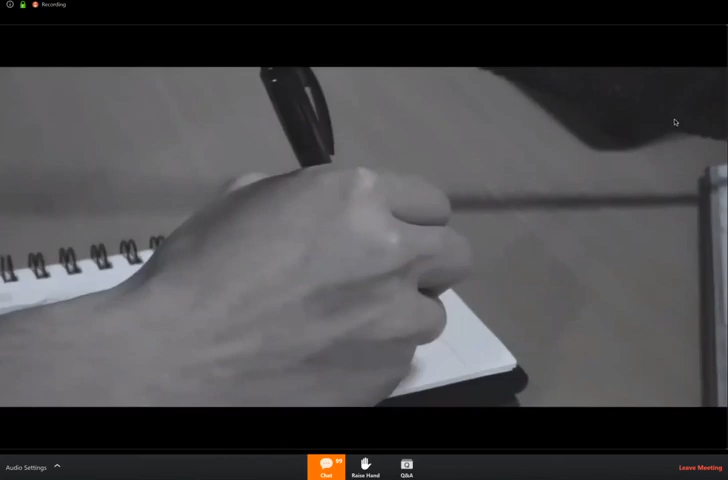 Recording
Audio Settings
Chat
99
Raise Hand
Q&A
Leave Meeting